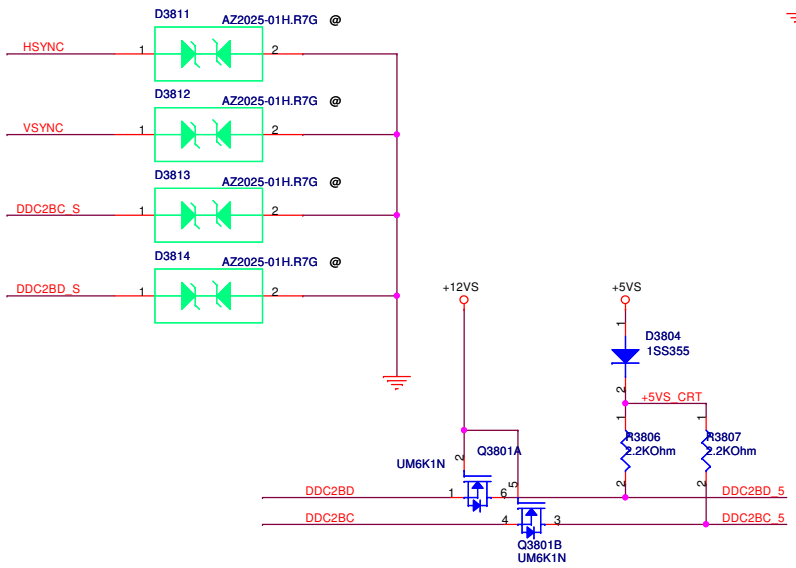 D3811
AZ2025-01H.R7G @
HSYNC
1
2
D3812
AZ2025-01H.R7G @
VSYNC
1
2
D3813
AZ2025-01H.R7G @
DDC2BC_S
1
2
D3814
AZ2025-01H.R7G @
DDC2BD_S
1
2
+12VS
+5VS
1
D3804
1SS355
2
+5VS_CRT
1
1
R3806
2.2KOhm
R3807
2.2KOhm
2
2
Q3801A
UM6K1N
2
5
DDC2BD
1
6
DDC2BD_5
DDC2BC
4
3
DDC2BC_5
Q3801B
UM6K1N